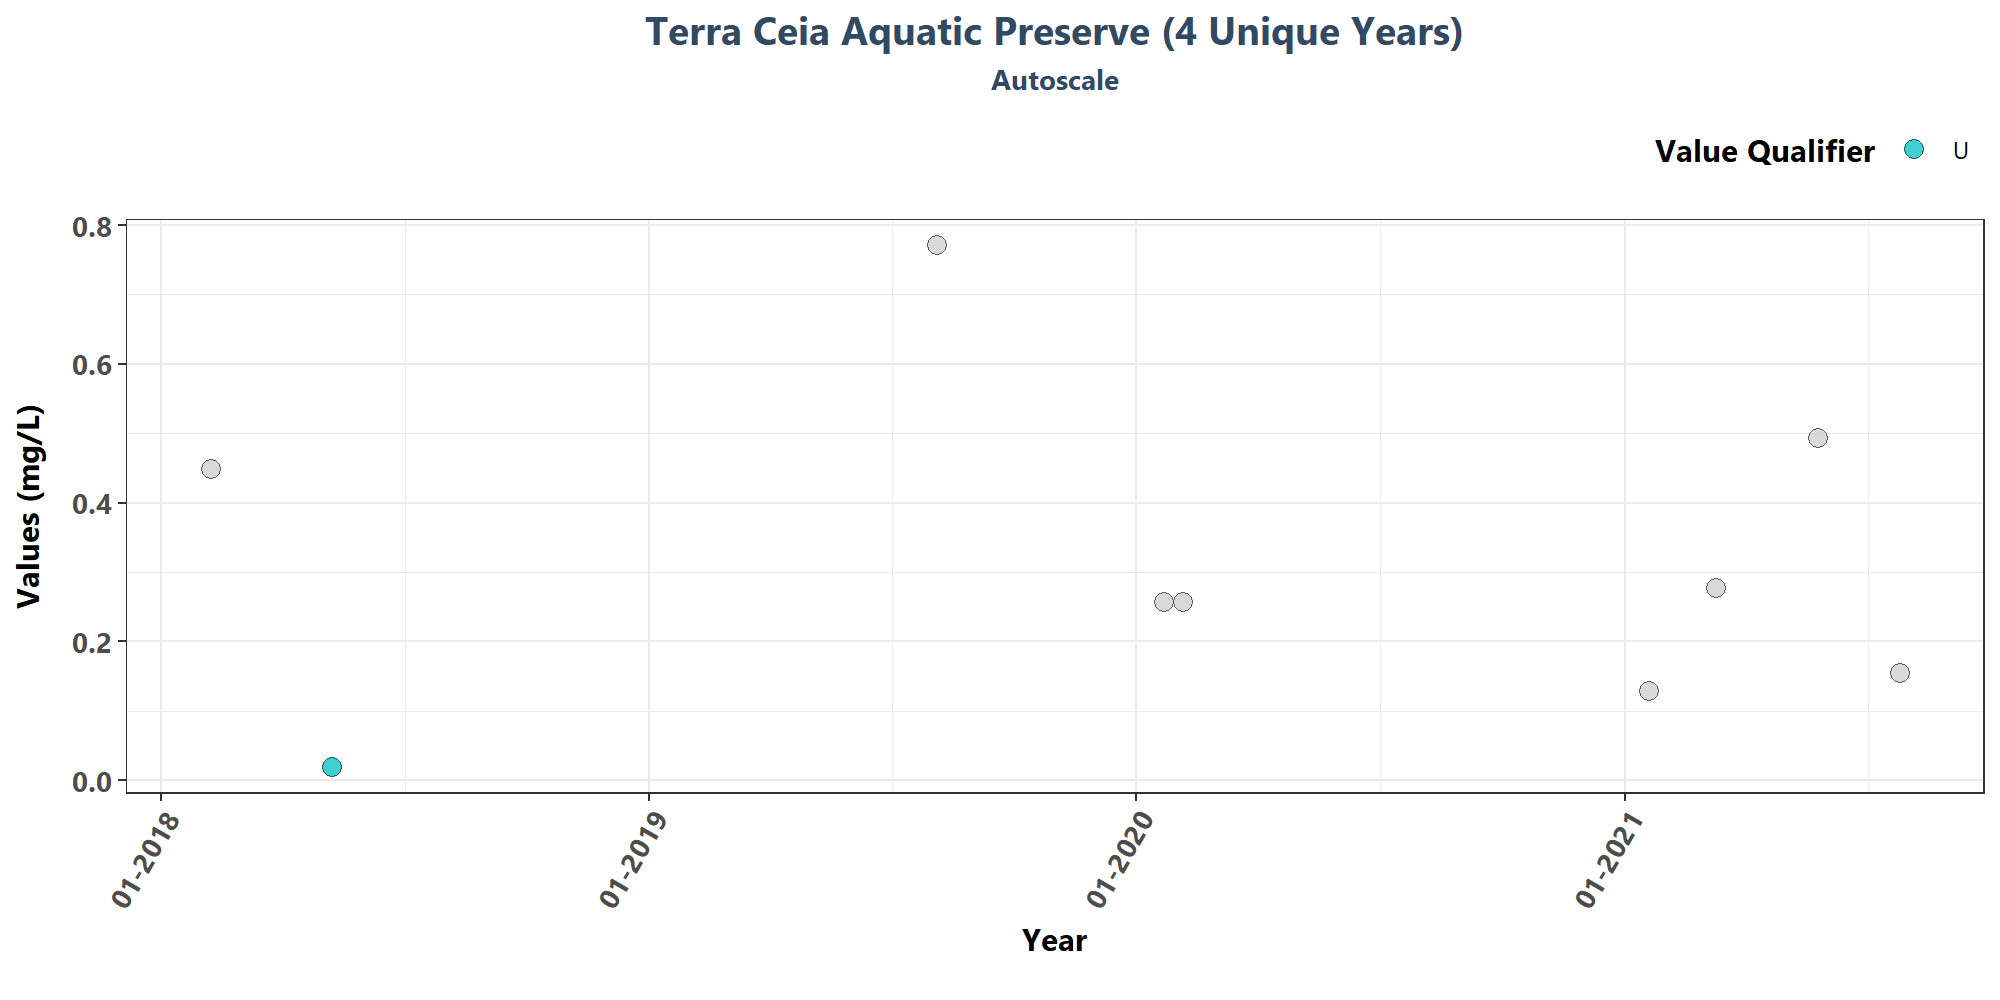 Terra Ceia Aquatic Preserve (4 Unique Years)
Autoscale
Value Qualifier U
Values (mg/L)
0.8
0.6
0.4
0.2
0.0
01-2018 01-2019 01-2020 01-2021
Year